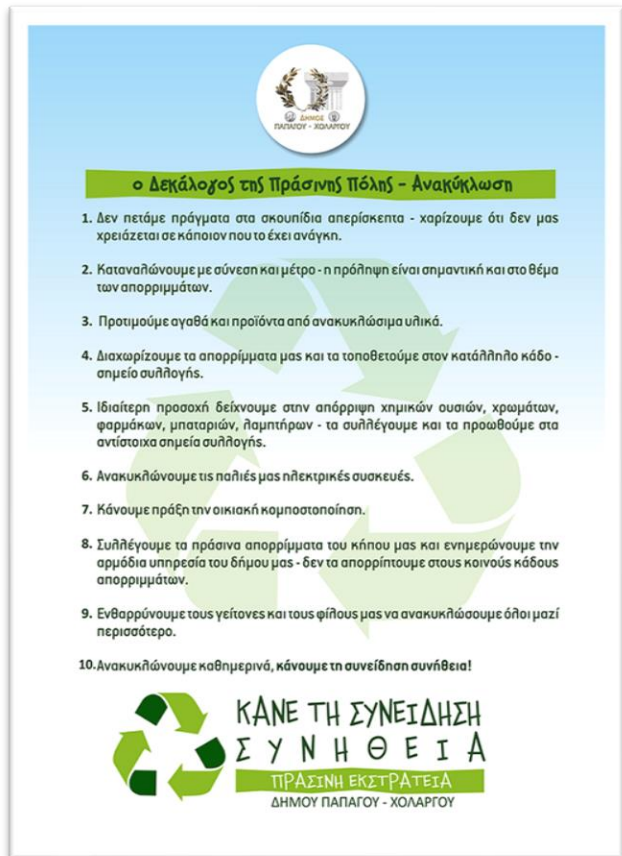 ΔΗΜΟΣ
ΠΑΠΑΓΟΥ - ΧΟΛΑΡΓΟΥ
ο Δεκάλογος της Πράσινης Πόλης - Ανακύκλωση
1. Δεν πετάμε πράγματα στα σκουπίδια απερίσκεπτα - χαρίζουμε ότι δεν μας
χρειάζεται σε κάποιον που το έχει ανάγκη.
2. Καταναλώνουμε με σύνεση και μέτρο - η πρόληψη είναι σημαντική και στο θέμα
των απορριμμάτων.
3. Προτιμούμε αγαθά και προϊόντα από ανακυκλώσιμα υλικά.
4. Διαχωρίζουμε τα απορρίμματα μας και τα τοποθετούμε στον κατάλληλο κάδο -
σημείο συλλογής.
5. Ιδιαίτερη προσοχή δείχνουμε στην απόρριψη χημικών ουσιών, χρωμάτων,
φαρμάκων, μπαταριών, λαμπτήρων - τα συλλέγουμε και τα προωθούμε στα
αντίστοιχα σημεία συλλογής.
6. Ανακυκλώνουμε τις παλιές μας ηλεκτρικές συσκευές.
7. Κάνουμε πράξη την οικιακή κομποστοποίηση.
8. Συλλέγουμε τα πράσινα απορρίμματα του κήπου μας και ενημερώνουμε την
αρμόδια υπηρεσία του δήμου μας - δεν τα απορρίπτουμε στους κοινούς κάδους
απορριμμάτων.
9. Ενθαρρύνουμε τους γείτονες και τους φίλους μας να ανακυκλώσουμε όλοι μαζί
περισσότερο.
10. Ανακυκλώνουμε καθημερινά, κάνουμε τη συνείδηση συνήθεια!
ΚΑΝΕ ΤΗ ΣΥΝΕΙΔΗΣΗ
ΣΥΝΗΘΕΙΑ
ΠΡΑΣΙΝΗ ΕΚΣΤΡΑΤΕΙΑ
ΔΗΜΟΥ ΠΑΠΑΓΟΥ - ΧΟΛΑΡΓΟΥ